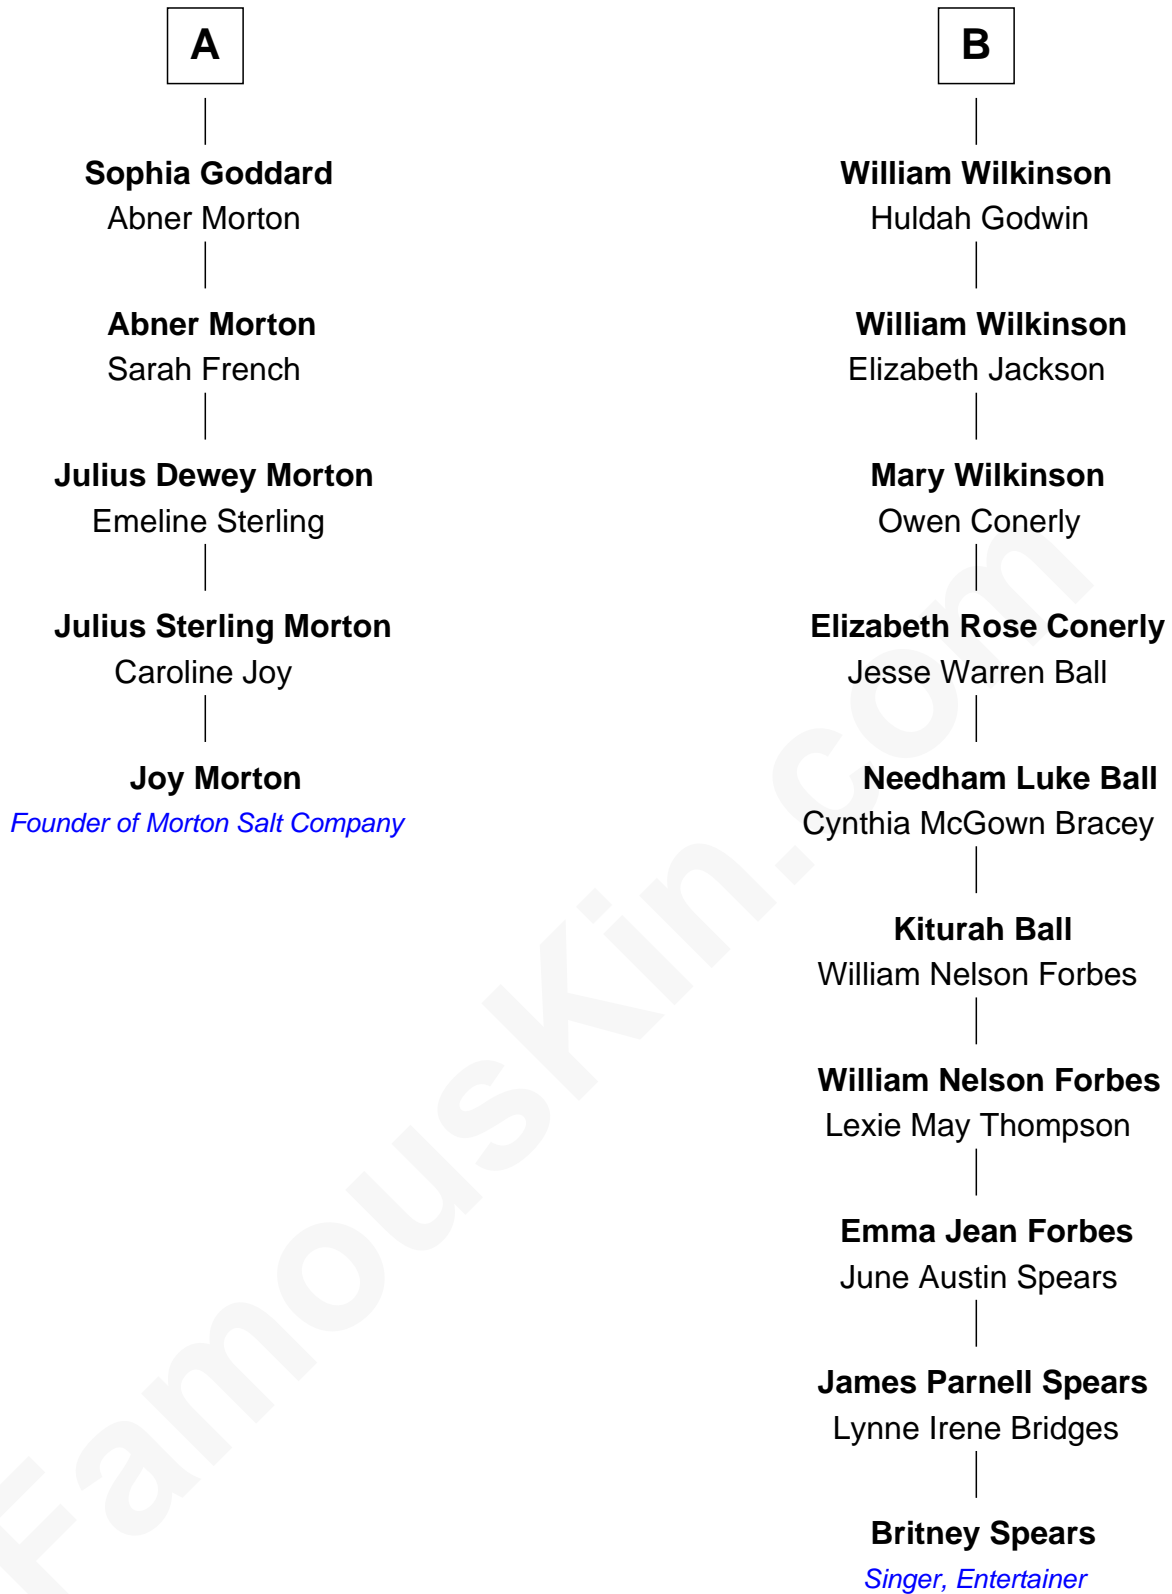 A
Sophia Goddard
Abner Morton
Abner Morton
Sarah French
Julius Dewey Morton
Emeline Sterling
Julius Sterling Morton
Caroline Joy
Joy Morton
Founder of Morton Salt Company
B
William Wilkinson
Huldah Godwin
William Wilkinson
Elizabeth Jackson
Mary Wilkinson
Owen Conerly
Elizabeth Rose Conerly
Jesse Warren Ball
Needham Luke Ball
Cynthia McGown Bracey
Kiturah Ball
William Nelson Forbes
William Nelson Forbes
Lexie May Thompson
Emma Jean Forbes
June Austin Spears
James Parnell Spears
Lynne Irene Bridges
Britney Spears
Singer, Entertainer
FamousKin.com